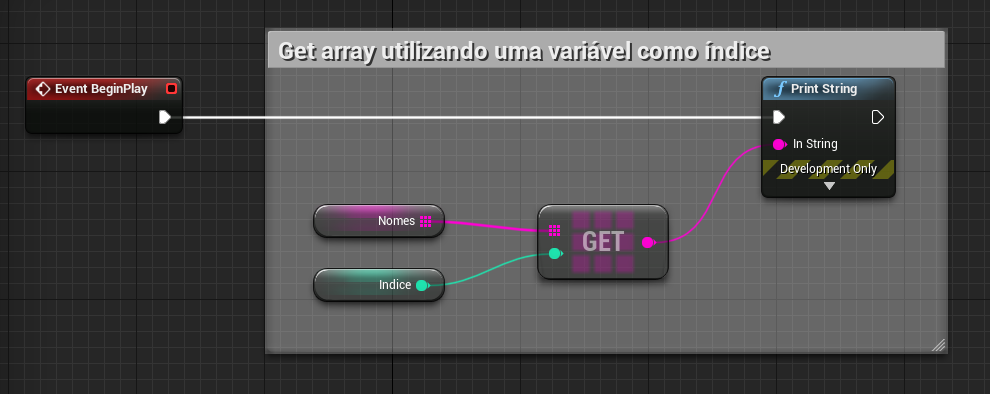 Get array utilizando uma variável como índice
Event BeginPlay
Print String
In String
Development Only
Nomes
GET
Indice